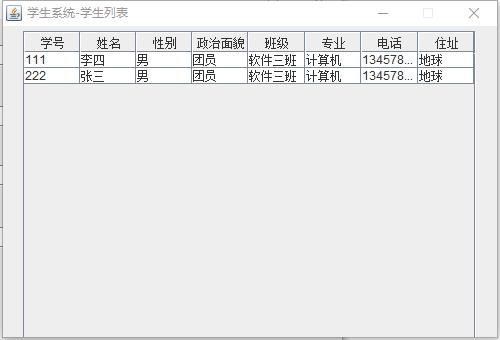 学生系统-学生列表
学号 姓名 性别 政治面貌 班级 专业 电话 住址
111 李四 男 团员 软件三班 计算机 134578... 地球
222 张三 男 团员 软件三班 计算机 134578... 地球